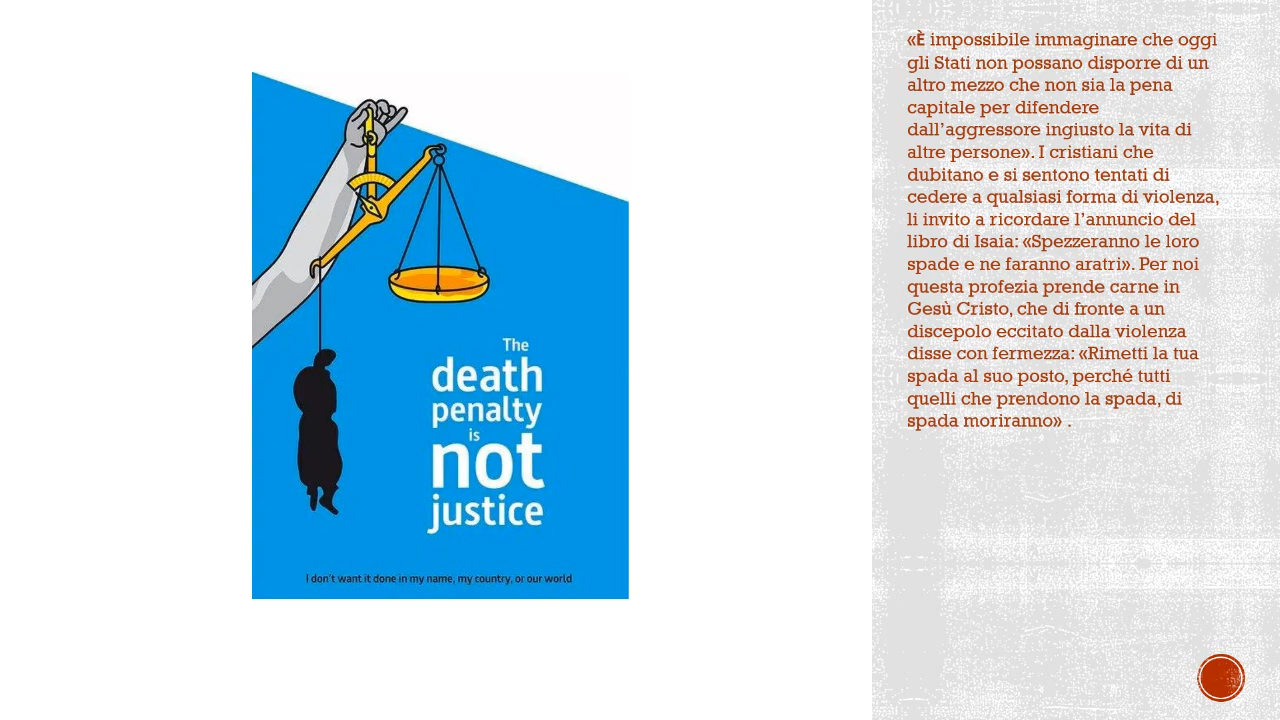 The
death
penalty
is
not
justice
I don't want it done in my name, my country, or our world
«È impossibile immaginare che oggi
gli Stati non possano disporre di un
altro mezzo che non sia la pena
capitale per difendere
dall’aggressore ingiusto la vita di
altre persone». I cristiani che
dubitano e si sentono tentati di
cedere a qualsiasi forma di violenza,
li invito a ricordare l’annuncio del
libro di Isaia: «Spezzeranno le loro
spade e ne faranno aratri». Per noi
questa profezia prende carne in
Gesù Cristo, che di fronte a un
discepolo eccitato dalla violenza
disse con fermezza: «Rimetti la tua
spada al suo posto, perché tutti
quelli che prendono la spada, di
spada moriranno» .